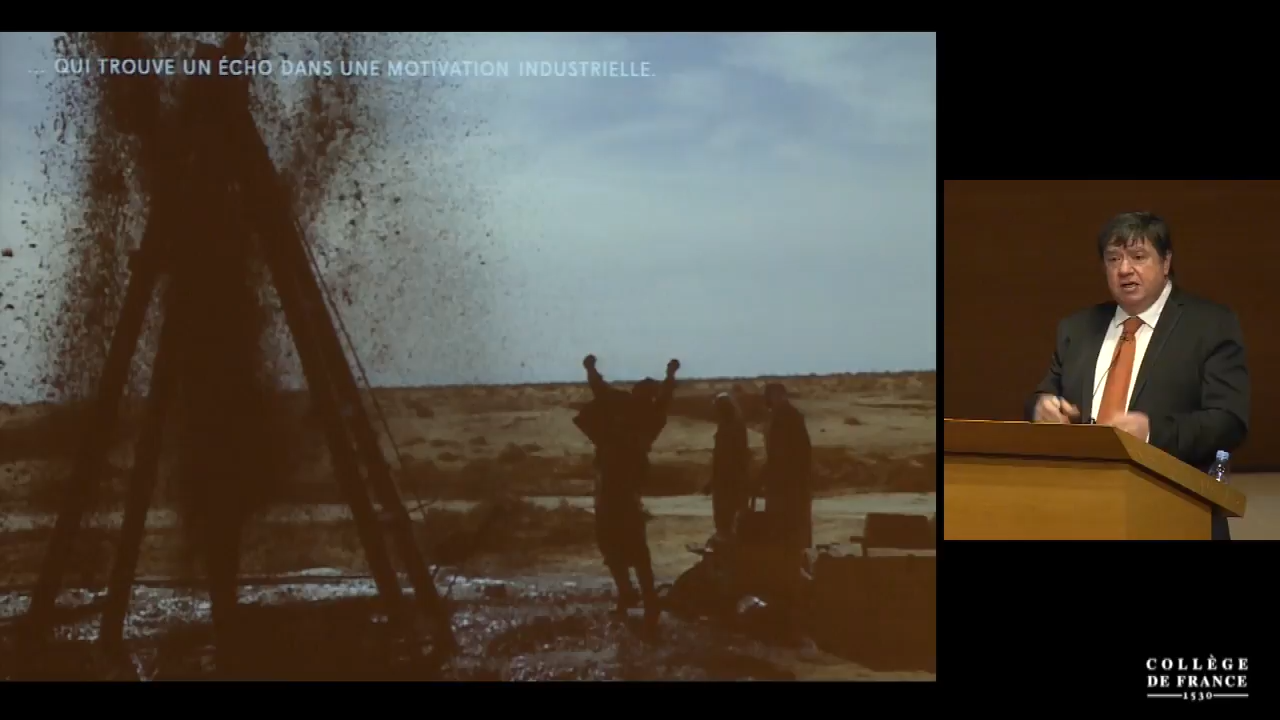 ... QUI TROUVE UN ÉCHO DANS UNE MOTIVATION INDUSTRIELLE.
COLLÈGE
DE FRANCE
1530